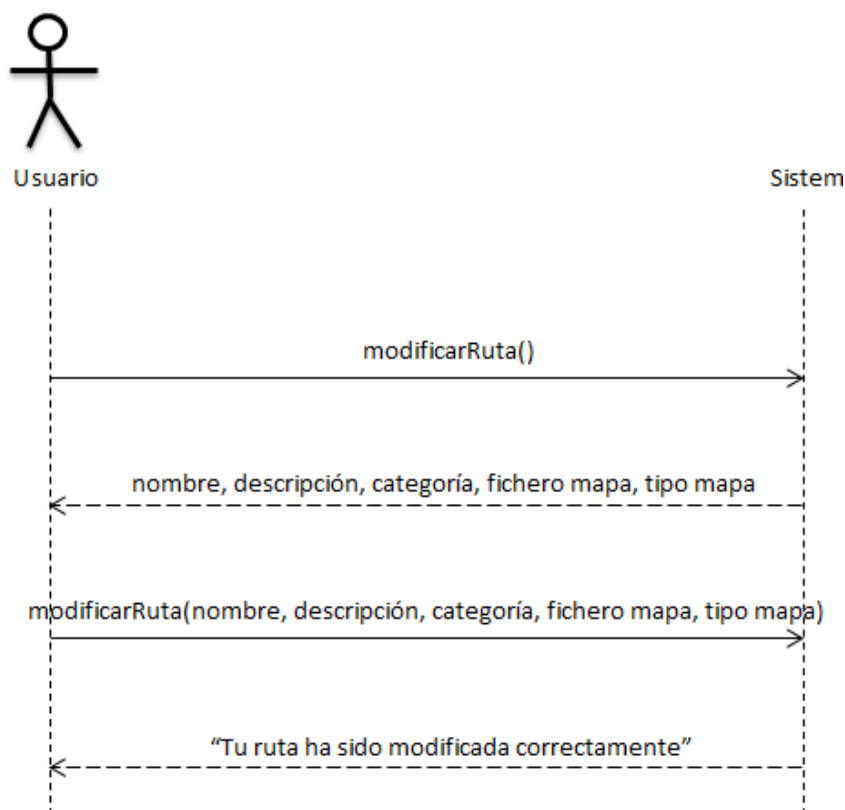 Usuario
Sistem
modificarRuta()
nombre, descripción, categoría, fichero mapa, tipo mapa
modificarRuta(nombre, descripción, categoría, fichero mapa, tipo mapa)
“Tu ruta ha sido modificada correctamente”